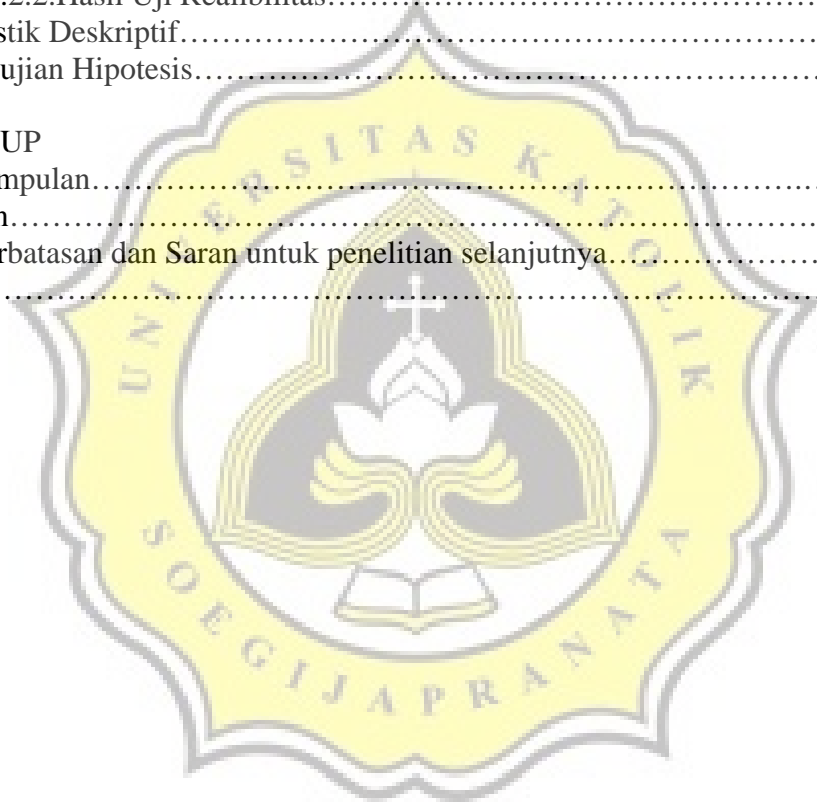 .2.2.Hasil Uji Realibilitas……………………………………………
stik Deskriptif……………………………………………………………
ujian Hipotesis……………………………………………………………
UP
mpulan……………………………………………………………………
n……………………………………………………………………………
rbatasan dan Saran untuk penelitian selanjutnya…………………
……………………………………………………………………………
UNIVERSITAS KATOLIK
SOEGIJAPRANATA